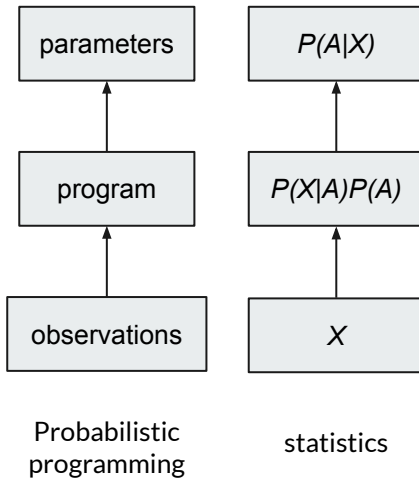 parameters
P(A|X)
program
P(X|A)P(A)
observations
X
Probabilistic
programming
statistics